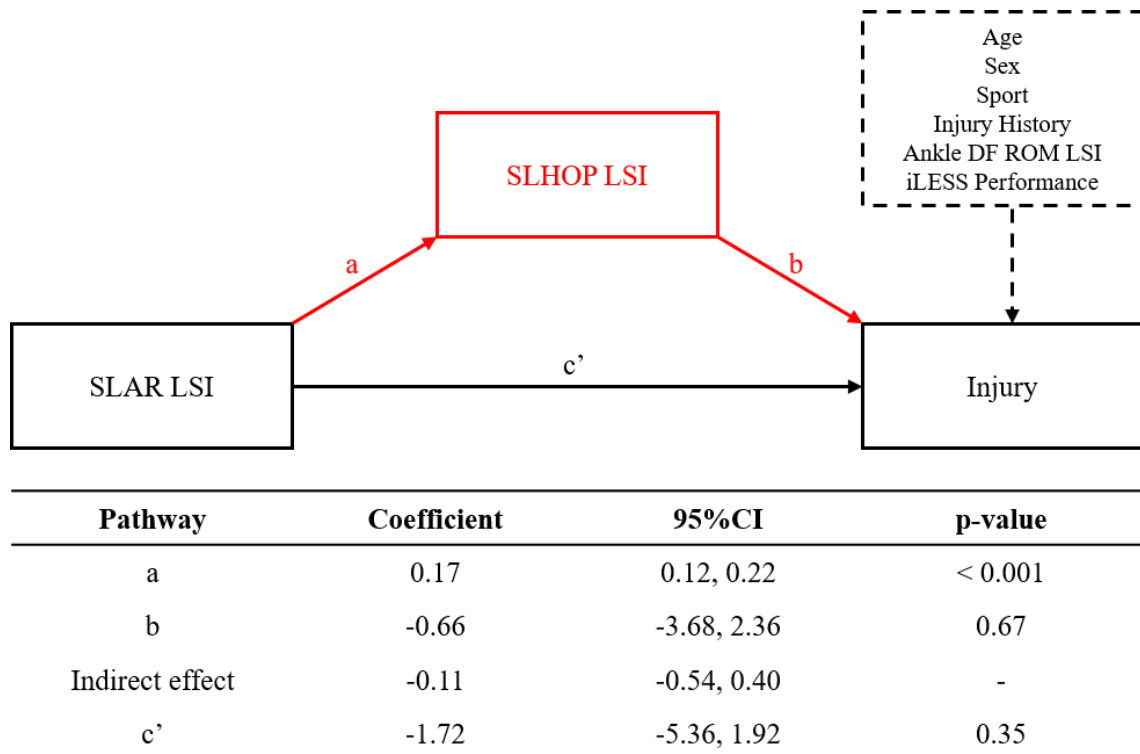 Age
Sex
Sport
Injury History
Ankle DF ROM LSI
iLESS Performance
SLHOP LSI
a
b
SLAR LSI
c’
Injury
Pathway Coefficient 95%CI p-value
a 0.17 0.12, 0.22 < 0.001
b -0.66 -3.68, 2.36 0.67
Indirect effect -0.11 -0.54, 0.40 -
c’ -1.72 -5.36, 1.92 0.35